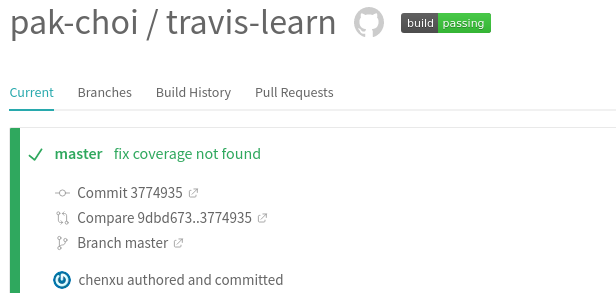 pak-choi / travis-learn build passing
Current Branches Build History Pull Requests
master fix coverage not found
Commit 3774935
Compare 9dbd673..3774935
Branch master
chenxu authored and committed